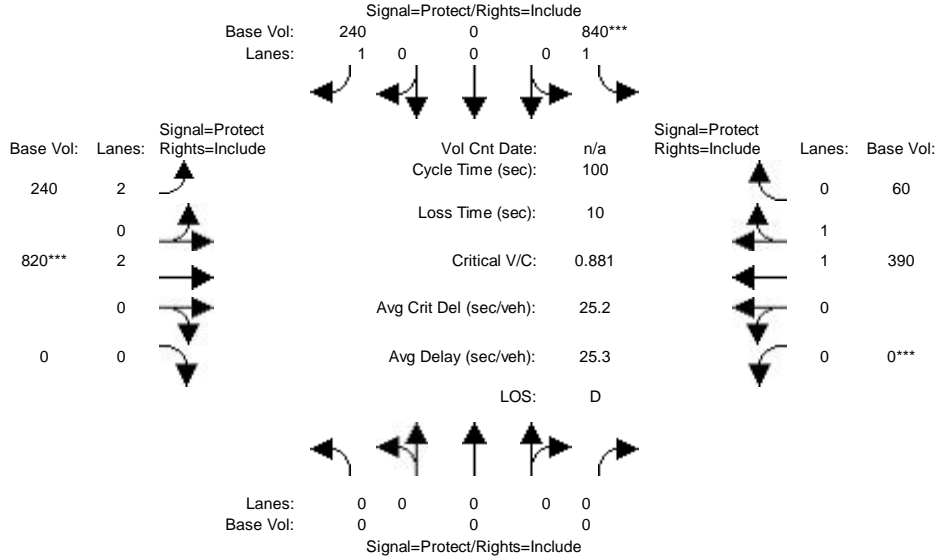 Signal=Protect/Rights=Include
Base Vol: 240 0 840***
Lanes: 1 0 0 0 1
Signal=Protect Signal=Protect
Base Vol: Lanes: Rights=Include Vol Cnt Date: n/a Rights=Include Lanes: Base Vol:
Cycle Time (sec): 100
240 2 0 60
Loss Time (sec): 10
0 1
820*** 2 Critical V/C: 0.881 1 390
0 Avg Crit Del (sec/veh): 25.2 0
0 0 Avg Delay (sec/veh): 25.3 0 0***
LOS: D
Lanes: 0 0 0 0 0
Base Vol: 0 0 0
Signal=Protect/Rights=Include